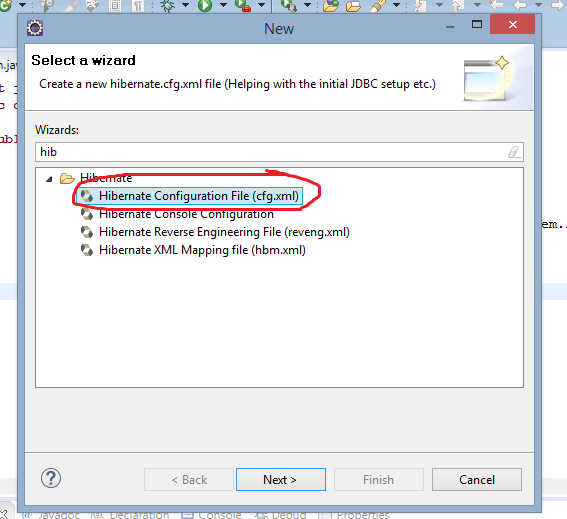 New
Select a wizard
Create a new hibernate.cfg.xml file (Helping with the initial JDBC setup etc.)
Wizards:
hib
Hibernate
Hibernate Configuration File (cfg.xml)
Hibernate Console Configuration
Hibernate Reverse Engineering File (reveng.xml)
Hibernate XML Mapping file (hbm.xml)
em.
< Back Next > Finish Cancel
@ Javadoc Declaration Console Debug Properties